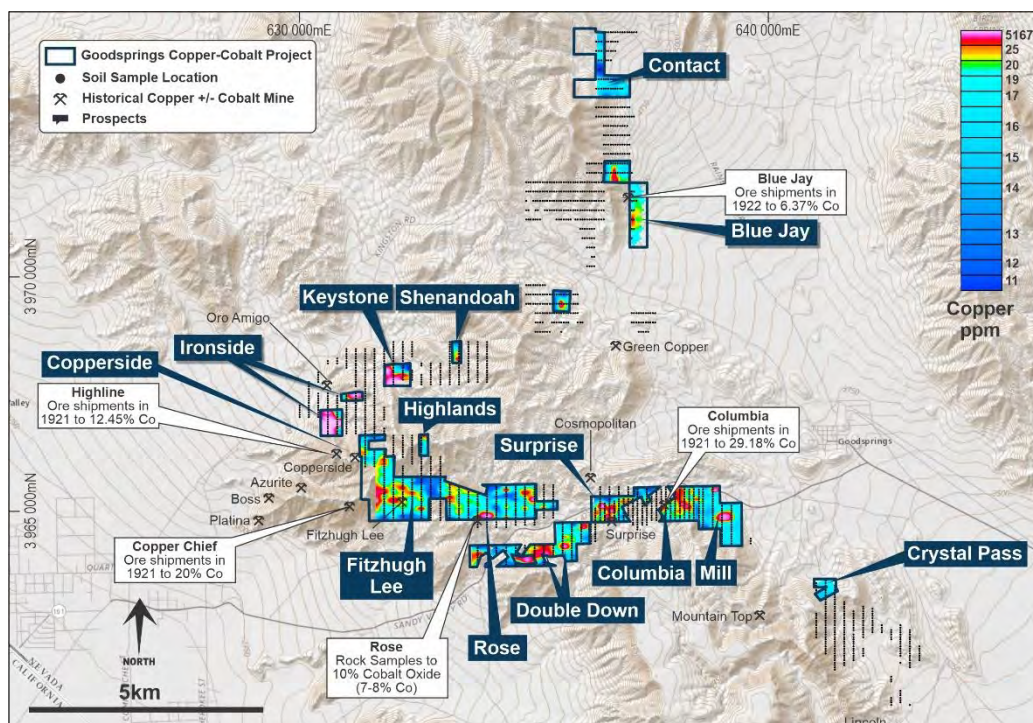 630 000mE
640 000mE
Goodsprings Copper-Cobalt Project
Soil Sample Location
Historical Copper +/- Cobalt Mine
Prospects
5167
25
20
19
17
16
15
14
13
12
11
Copper
ppm
Contact
Blue Jay
Ore shipments in
1922 to 6.37% Co
Blue Jay
KINGSTON RD
3 970 000mN
Keystone
Shenandoah
Oro Amigo
Ironside
Green Copper
Copperside
Highline
Ore shipments in
1921 to 12.45% Co
Highlands
Columbia
Ore shipments in
1921 to 29.18% Co
Cosmopolitan
Goodsprings
Surprise
Copperside
Azurite
Boss
Platina
3 965 000mN
Fitzhugh Lee
Surprise
Copper Chief
Ore shipments in
1921 to 20% Co
Fitzhugh
Lee
Columbia
Mill
Crystal Pass
Double Down
Mountain Top
Rose
Rose
Rock Samples to
10% Cobalt Oxide
(7-8% Co)
161
NORTH
NEVADA
CALIFORNIA
5km
Lincoln